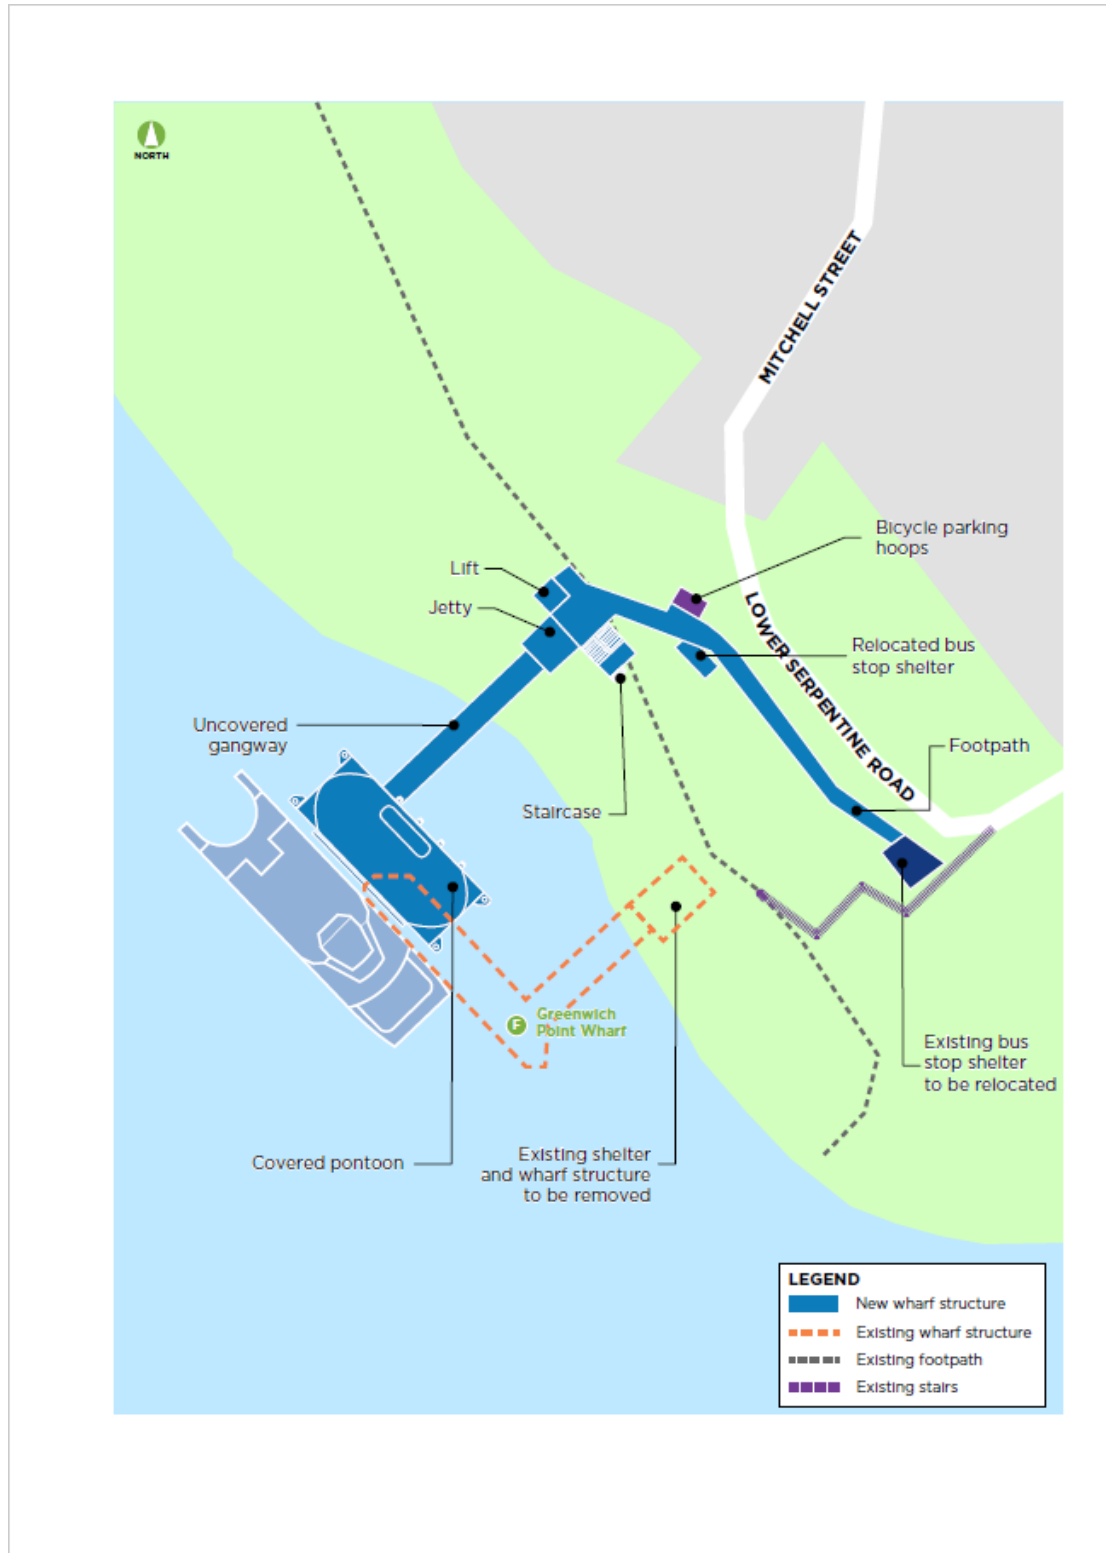 NORTH
MITCHELL STREET
Bicycle parking
hoops
Lift
Jetty
LOWER SERPENTINE ROAD
Relocated bus
stop shelter
Uncovered
gangway
Footpath
Staircase
F
Greenwich
Point Wharf
Existing bus
stop shelter
to be relocated
Covered pontoon
Existing shelter
and wharf structure
to be removed
LEGEND
New wharf structure
Existing wharf structure
Existing footpath
Existing stairs